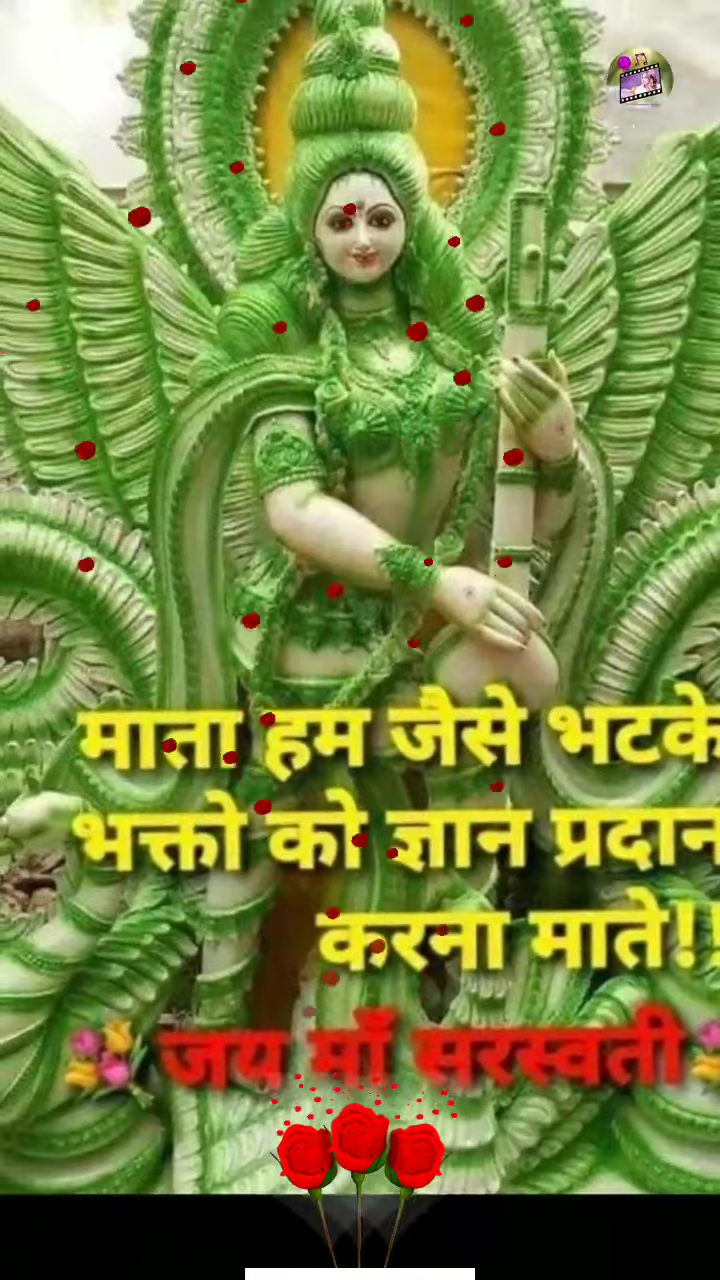 माता हम जैसे भटके
भक्तो को ज्ञान प्रदान
करना माते!!
जय माँ सरस्वती